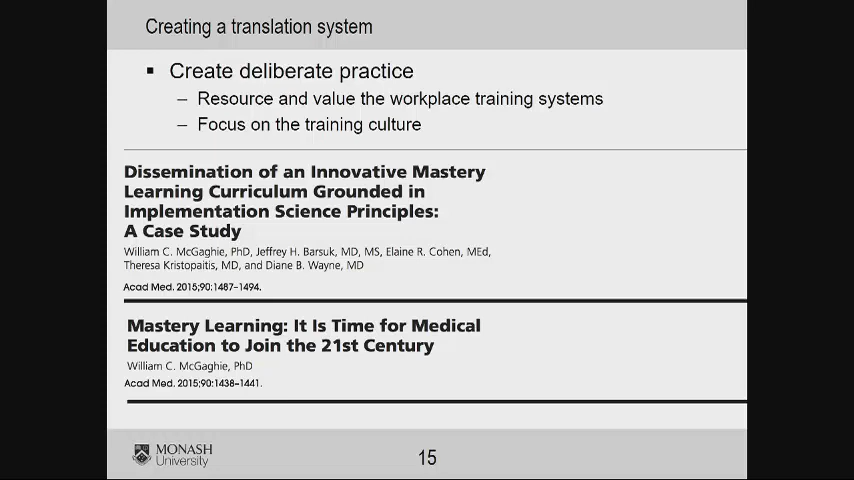 Creating a translation system
▪ Create deliberate practice
– Resource and value the workplace training systems
– Focus on the training culture
Dissemination of an Innovative Mastery
Learning Curriculum Grounded in
Implementation Science Principles:
A Case Study
William C. McGaghie, PhD, Jeffrey H. Barsuk, MD, MS, Elaine R. Cohen, MEd,
Theresa Kristopaitis, MD, and Diane B. Wayne, MD
Acad Med. 2015;90:1487–1494.
Mastery Learning: It Is Time for Medical
Education to Join the 21st Century
William C. McGaghie, PhD
Acad Med. 2015;90:1438–1441.
MONASH
University
15